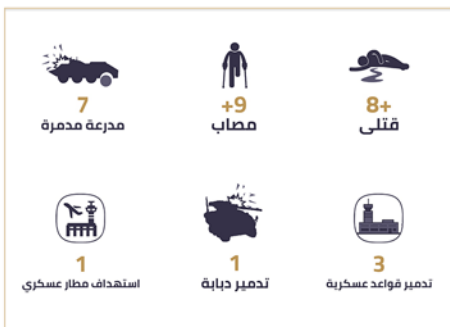 8+
قتلى
9+
مصاب
7
مدرعة مدمرة
3
تدمير قواعد عسكرية
1
تدمير دبابة
1
استهداف مطار عسكري